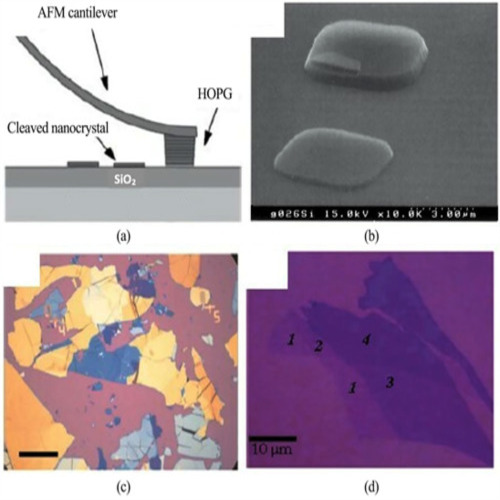 AFM cantilever
HOPG
Cleaved nanocrystal
SiO₂
(a)
g026Si 15.0kV x10.0K 3.00μm
(b)
(c)
1
2
4
1
3
10 μm
(d)